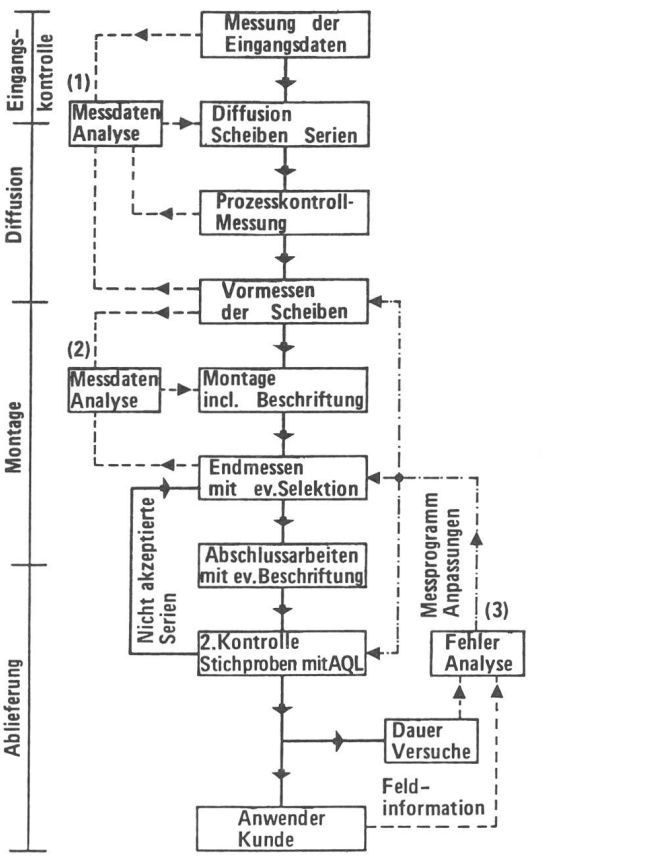 Eingangs-
kontrolle
Messung der
Eingangsdaten
(1)
Messdaten
Analyse
Diffusion
Scheiben Serien
Diffusion
Prozesskontroll-
Messung
Vormessen
der Scheiben
(2)
Messdaten
Analyse
Montage
incl. Beschriftung
Montage
Endmessen
mit ev.Selektion
Nicht akzeptierte
Serien
Abschlussarbeiten
mit ev.Beschriftung
Messprogramm
Anpassungen
(3)
2.Kontrolle
Stichproben mit AQL
Fehler
Analyse
Ablieferung
Dauer
Versuche
Feld-
information
Anwender
Kunde